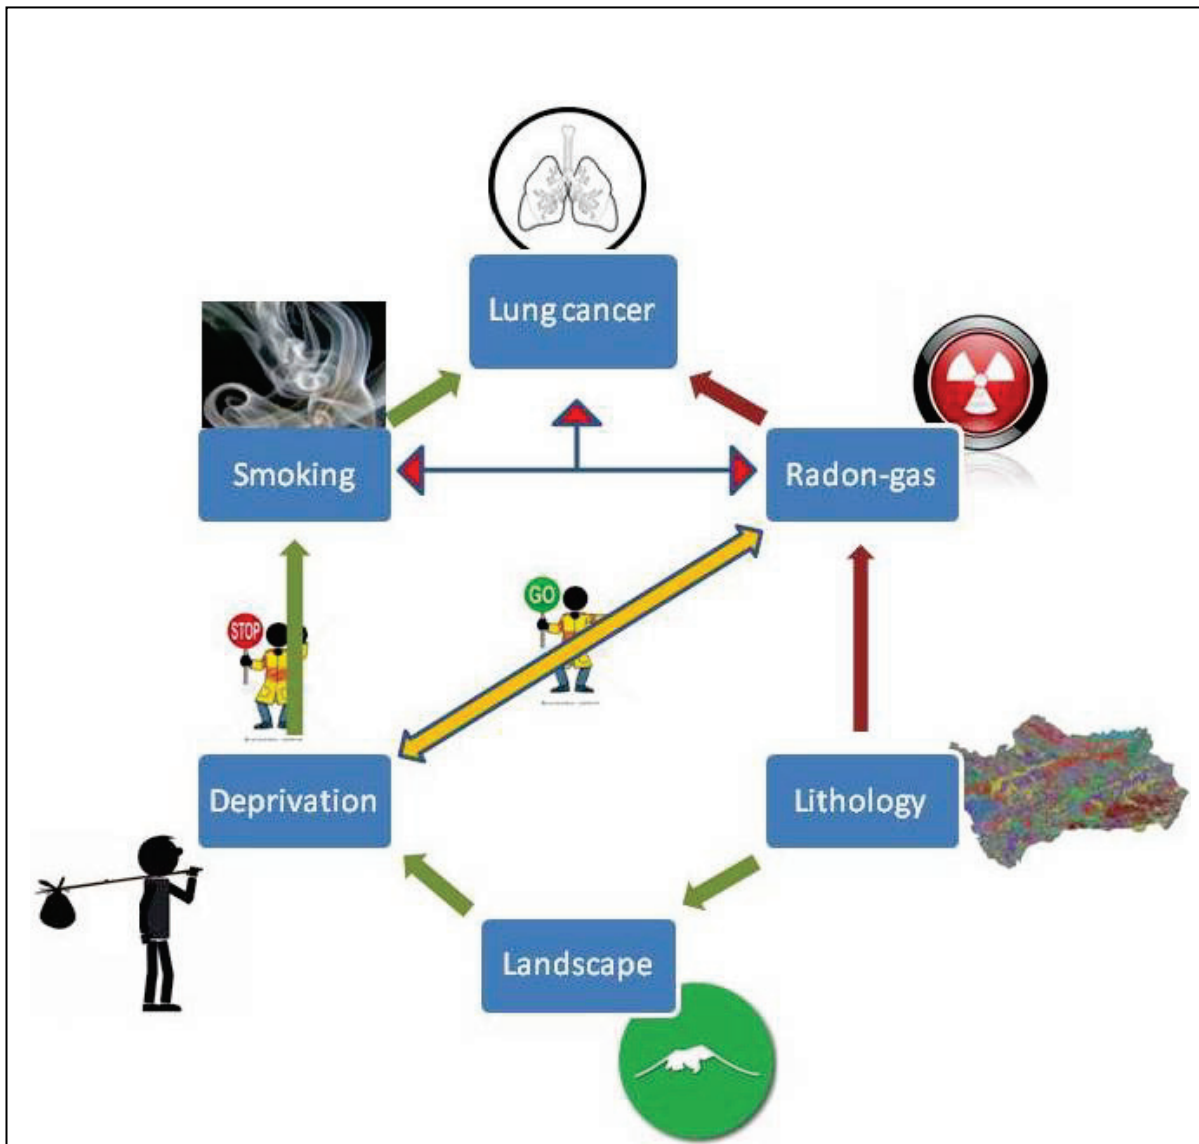 Lung cancer
Smoking
Radon-gas
GO
STOP
Deprivation
Lithology
Landscape